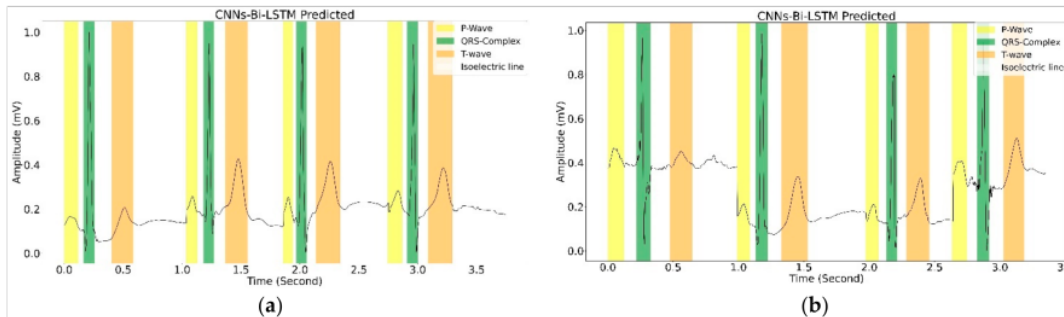 CNNs-Bi-LSTM Predicted
P-Wave
QRS-Complex
T-wave
Isoelectric line
Amplitude (mV)
1.0
0.8
0.6
0.4
0.2
0.0
0.0 0.5 1.0 1.5 2.0 2.5 3.0 3.5
Time (Second)
(a)
CNNs-Bi-LSTM Predicted
P-Wave
QRS-Complex
T-wave
Isoelectric line
Amplitude (mV)
1.0
0.8
0.6
0.4
0.2
0.0
0.0 0.5 1.0 1.5 2.0 2.5 3.0 3.5
Time (Second)
(b)